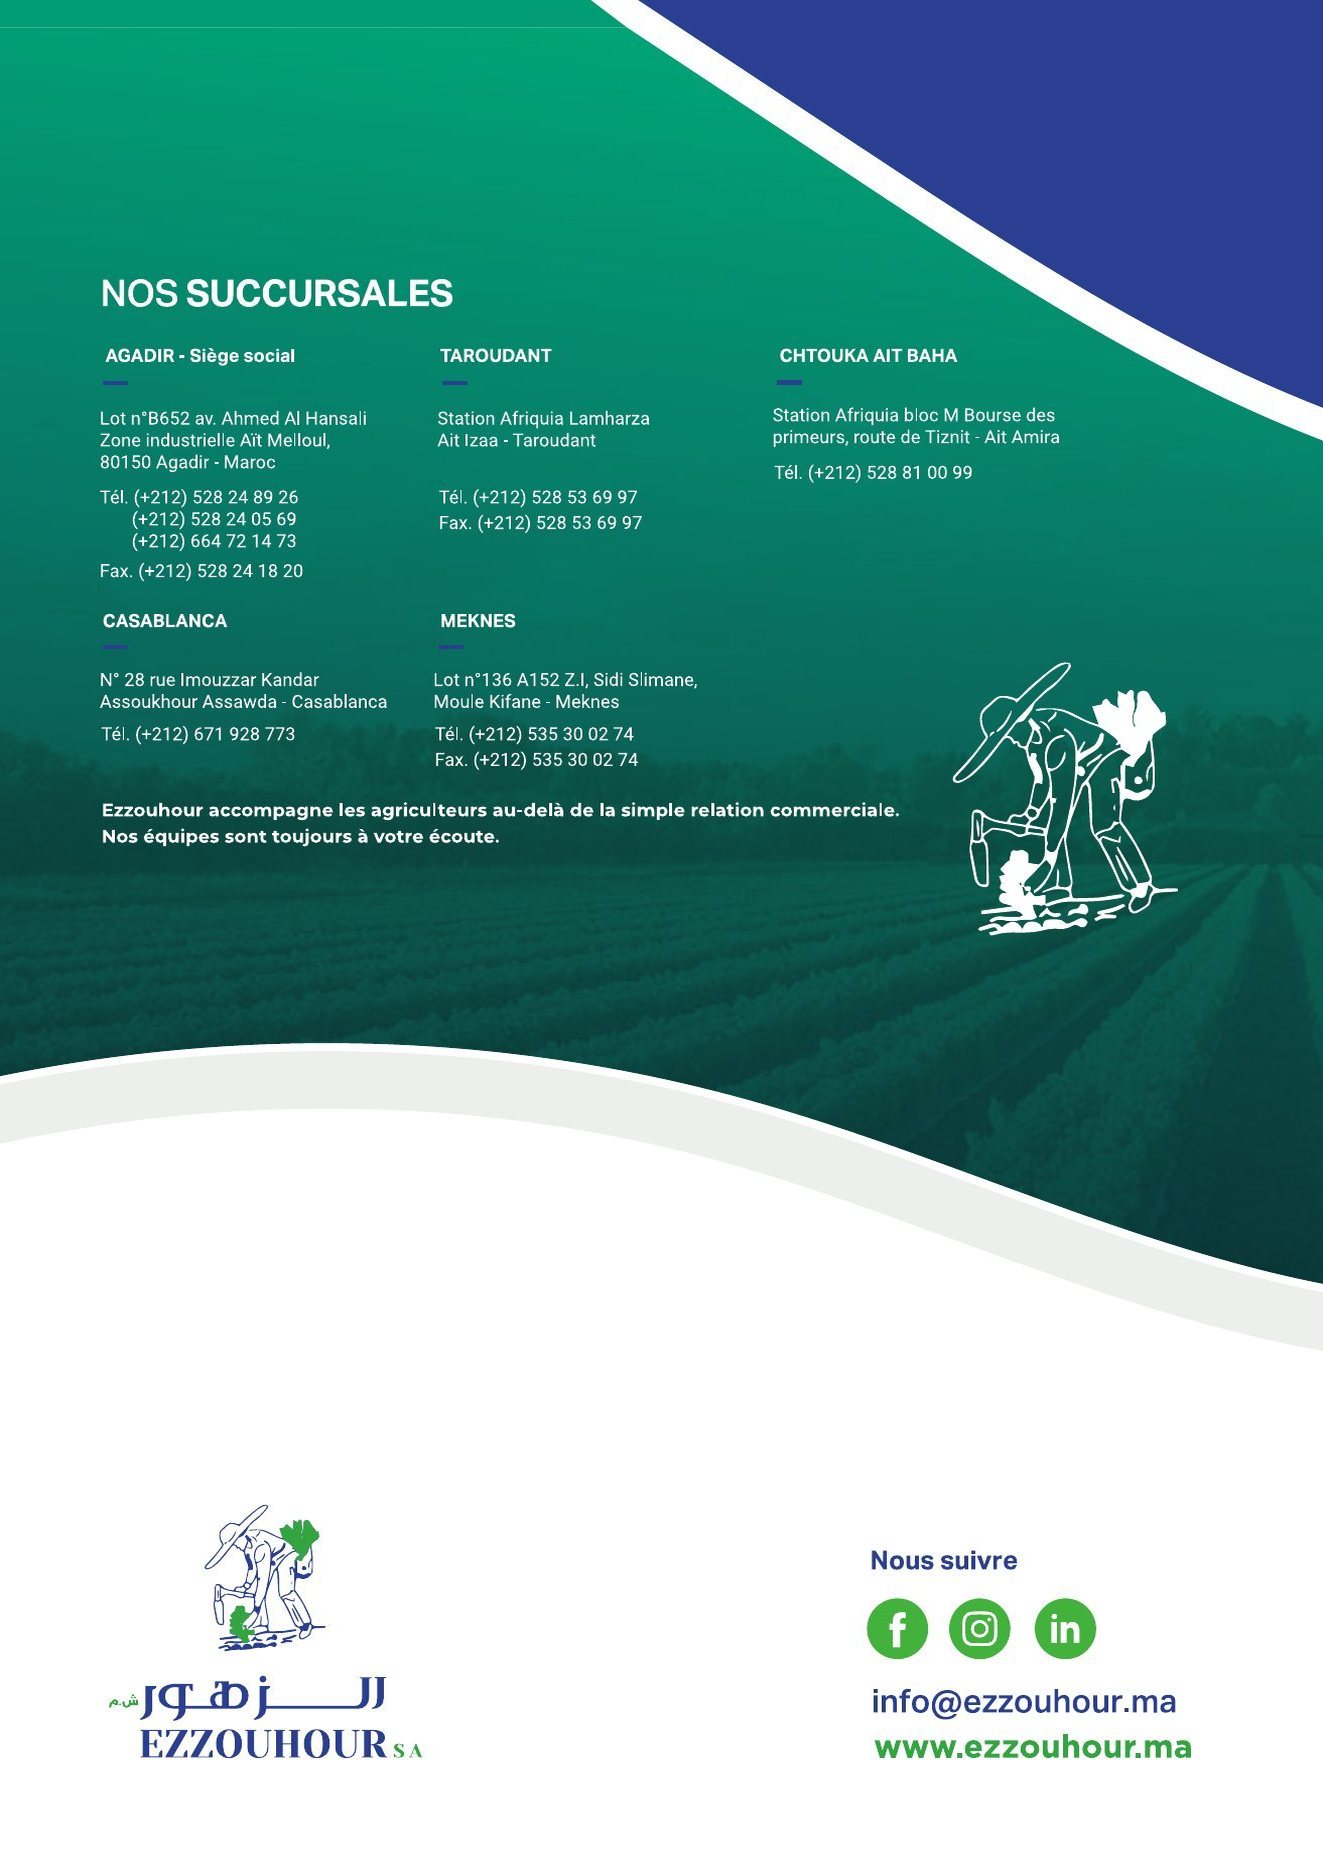 NOS SUCCURSALES
AGADIR - Siège social
Lot n°B652 av. Ahmed Al Hansali
Zone industrielle Aït Melloul,
80150 Agadir - Maroc
Tél. (+212) 528 24 89 26
(+212) 528 24 05 69
(+212) 664 72 14 73
Fax. (+212) 528 24 18 20
TAROUDANT
Station Afriquia Lamharza
Ait Izaa - Taroudant
Tél. (+212) 528 53 69 97
Fax. (+212) 528 53 69 97
CHTOUKA AIT BAHA
Station Afriquia bloc M Bourse des
primeurs, route de Tiznit - Ait Amira
Tél. (+212) 528 81 00 99
CASABLANCA
N° 28 rue Imouzzar Kandar
Assoukhour Assawda - Casablanca
Tél. (+212) 671 928 773
MEKNES
Lot n°136 A152 Z.I, Sidi Slimane,
Moule Kifane - Meknes
Tél. (+212) 535 30 02 74
Fax. (+212) 535 30 02 74
Ezzouhour accompagne les agriculteurs au-delà de la simple relation commerciale.
Nos équipes sont toujours à votre écoute.
الـــزهـور ش.م
EZZOUHOUR SA
Nous suivre
f in
info@ezzouhour.ma
www.ezzouhour.ma